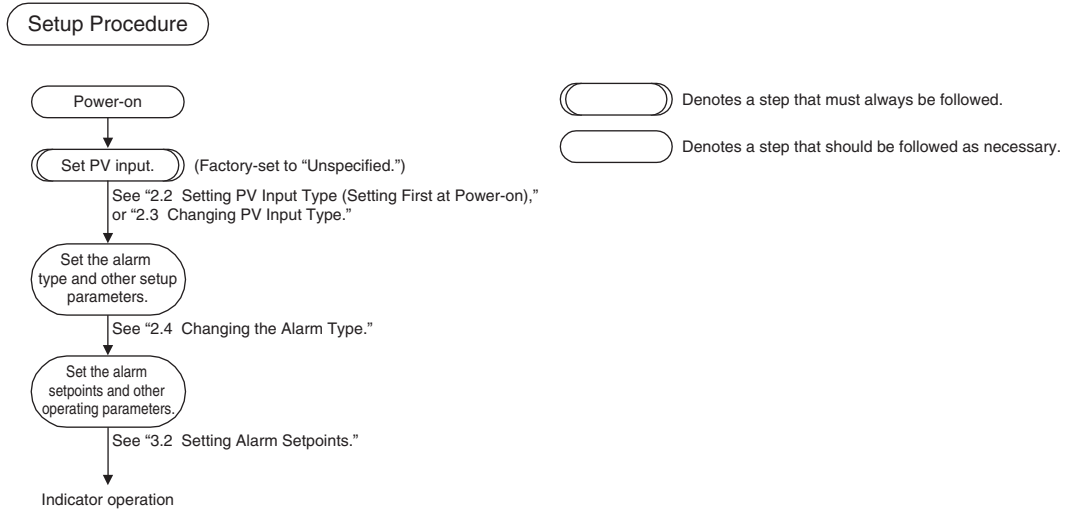 Setup Procedure
Power-on
Set PV input.
(Factory-set to “Unspecified.”)
See “2.2 Setting PV Input Type (Setting First at Power-on),”
or “2.3 Changing PV Input Type.”
Set the alarm
type and other setup
parameters.
See “2.4 Changing the Alarm Type.”
Set the alarm
setpoints and other
operating parameters.
See “3.2 Setting Alarm Setpoints.”
Indicator operation
Denotes a step that must always be followed.
Denotes a step that should be followed as necessary.